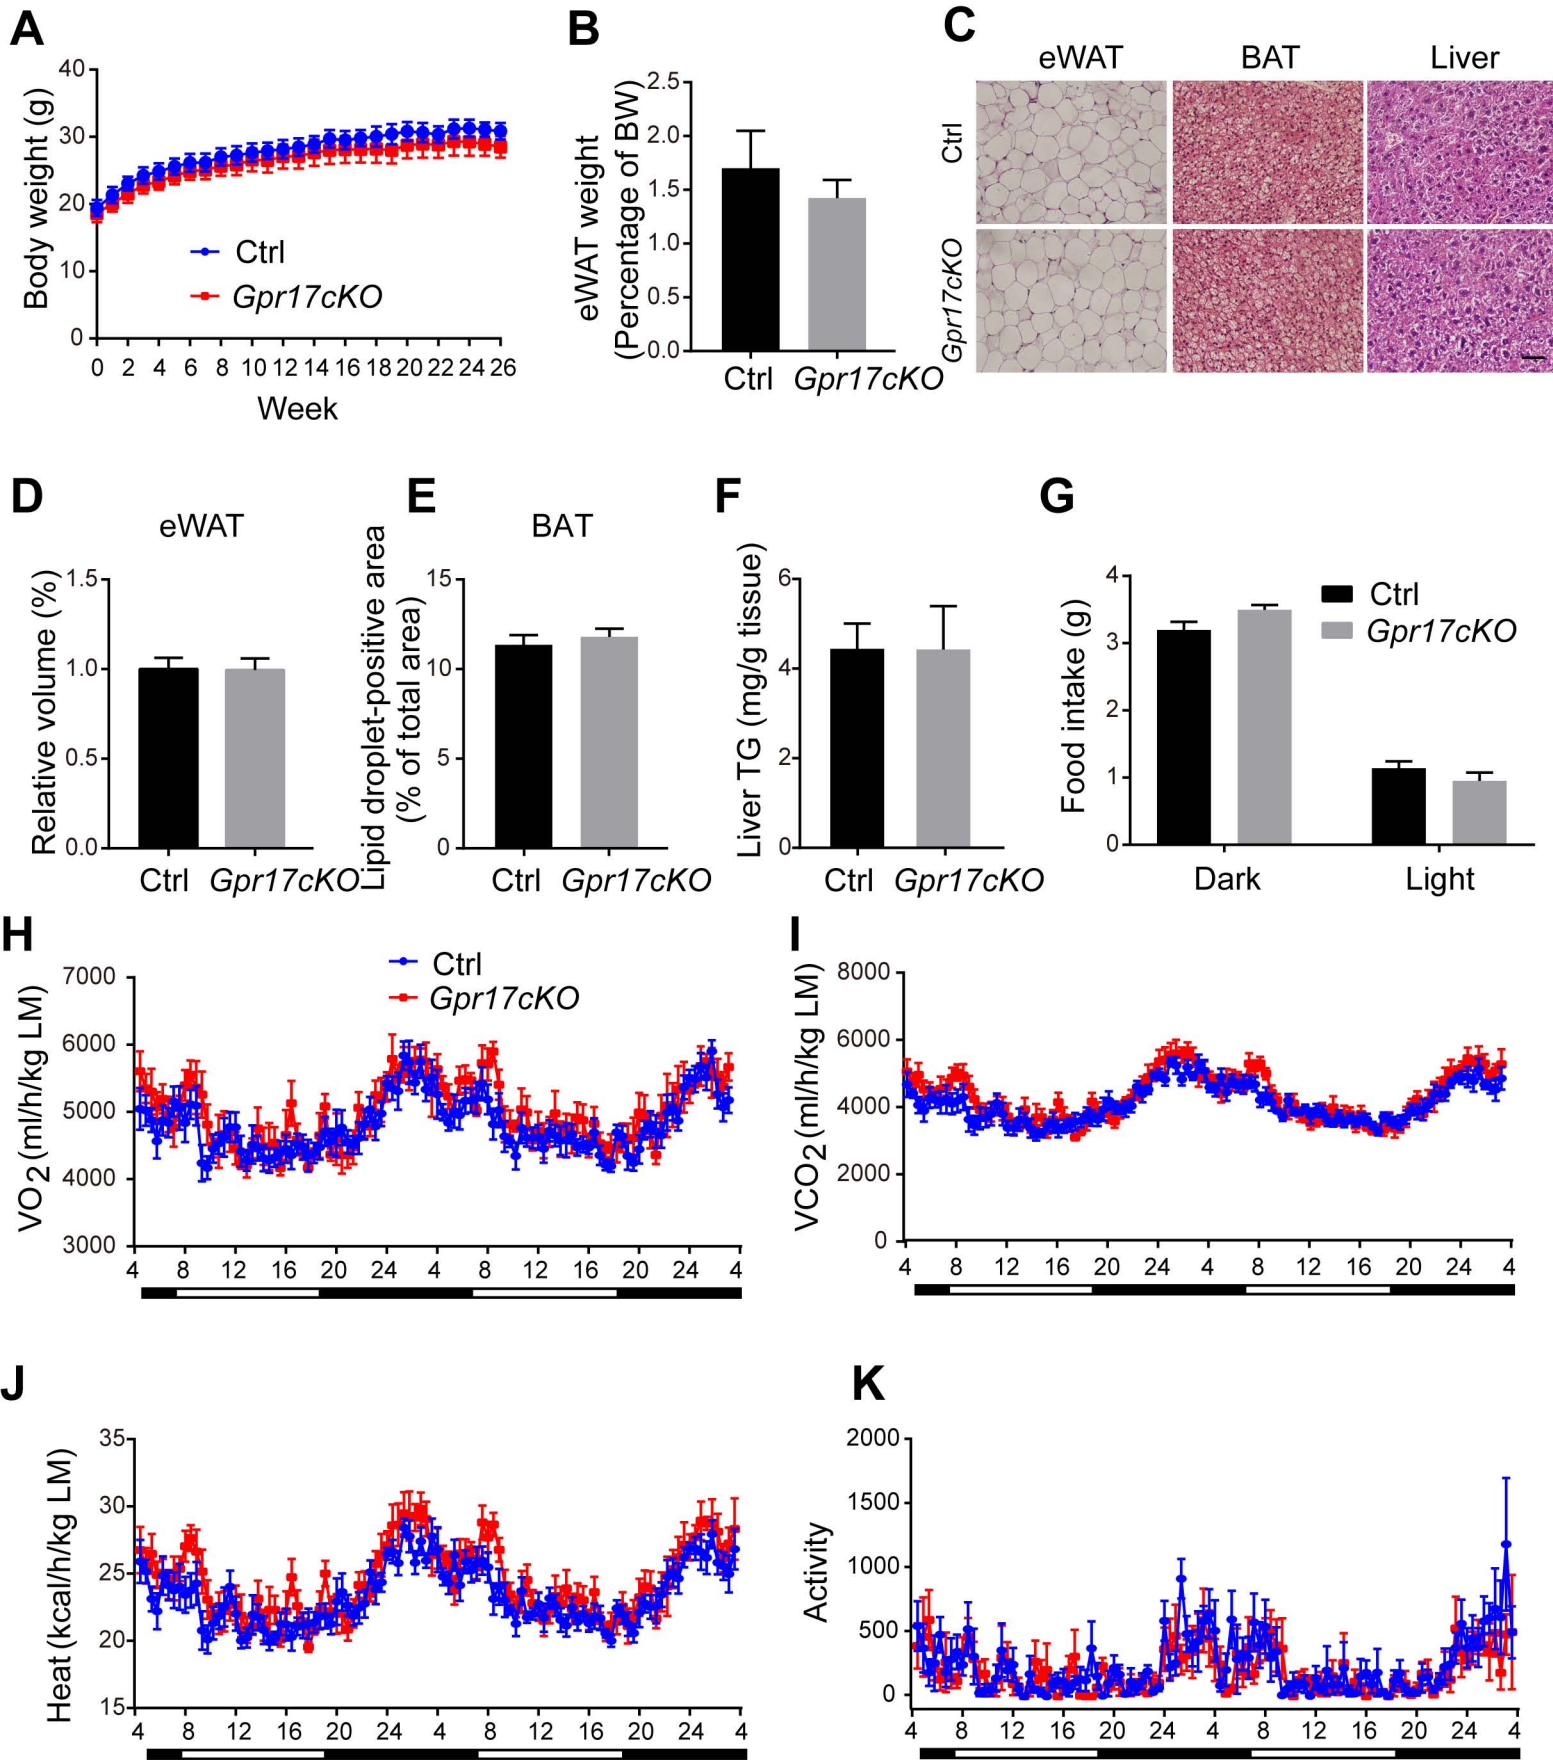 A
Body weight (g)
40
30
20
10
0
Ctrl
Gpr17cKO
0 2 4 6 8 10 12 14 16 18 20 22 24 26
Week
B
eWAT weight
(Percentage of BW)
2.5
2.0
1.5
1.0
0.5
0.0
Ctrl Gpr17cKO
C
eWAT BAT Liver
Ctrl
Gpr17cKO
D
eWAT
Relative volume (%)
1.5
1.0
0.5
0.0
Ctrl Gpr17cKO
E
BAT
Lipid droplet-positive area
(% of total area)
15
10
5
0
Ctrl Gpr17cKO
F
Liver TG (mg/g tissue)
6
4
2
0
Ctrl Gpr17cKO
G
Food intake (g)
4
3
2
1
0
Ctrl
Gpr17cKO
Dark Light
H
VO2 (ml/h/kg LM)
7000
6000
5000
4000
3000
Ctrl
Gpr17cKO
4 8 12 16 20 24 4 8 12 16 20 24 4
I
VCO2 (ml/h/kg LM)
8000
6000
4000
2000
0
4 8 12 16 20 24 4 8 12 16 20 24 4
J
Heat (kcal/h/kg LM)
35
30
25
20
15
4 8 12 16 20 24 4 8 12 16 20 24 4
K
Activity
2000
1500
1000
500
0
4 8 12 16 20 24 4 8 12 16 20 24 4